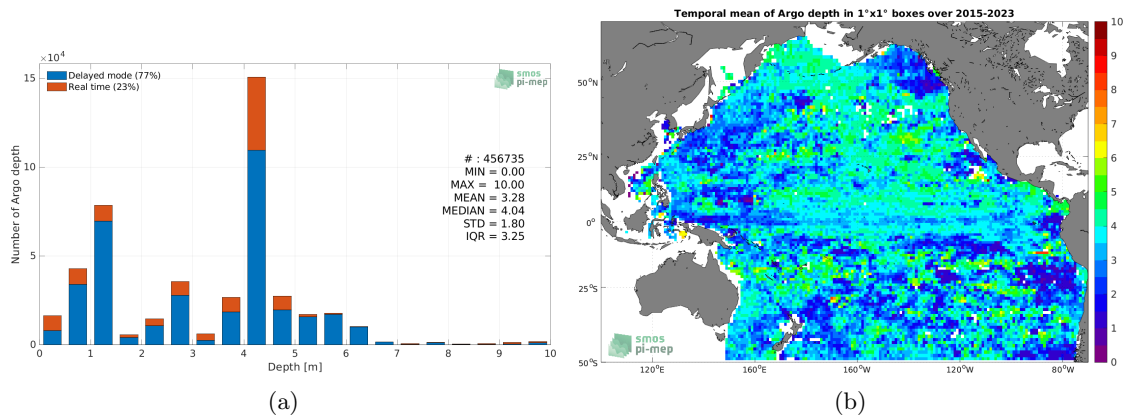 ×10⁴
15
10
5
0
Number of Argo depth
Delayed mode (77%)
Real time (23%)
smos
pi-mep
# : 456735
MIN = 0.00
MAX = 10.00
MEAN = 3.28
MEDIAN = 4.04
STD = 1.80
IQR = 3.25
0 1 2 3 4 5 6 7 8 9 10
Depth [m]
(a)
Temporal mean of Argo depth in 1°x1° boxes over 2015-2023
50°N
25°N
0°
25°S
50°S
120°E 160°E 160°W 120°W 80°W
smos
pi-mep
10
9
8
7
6
5
4
3
2
1
0
(b)